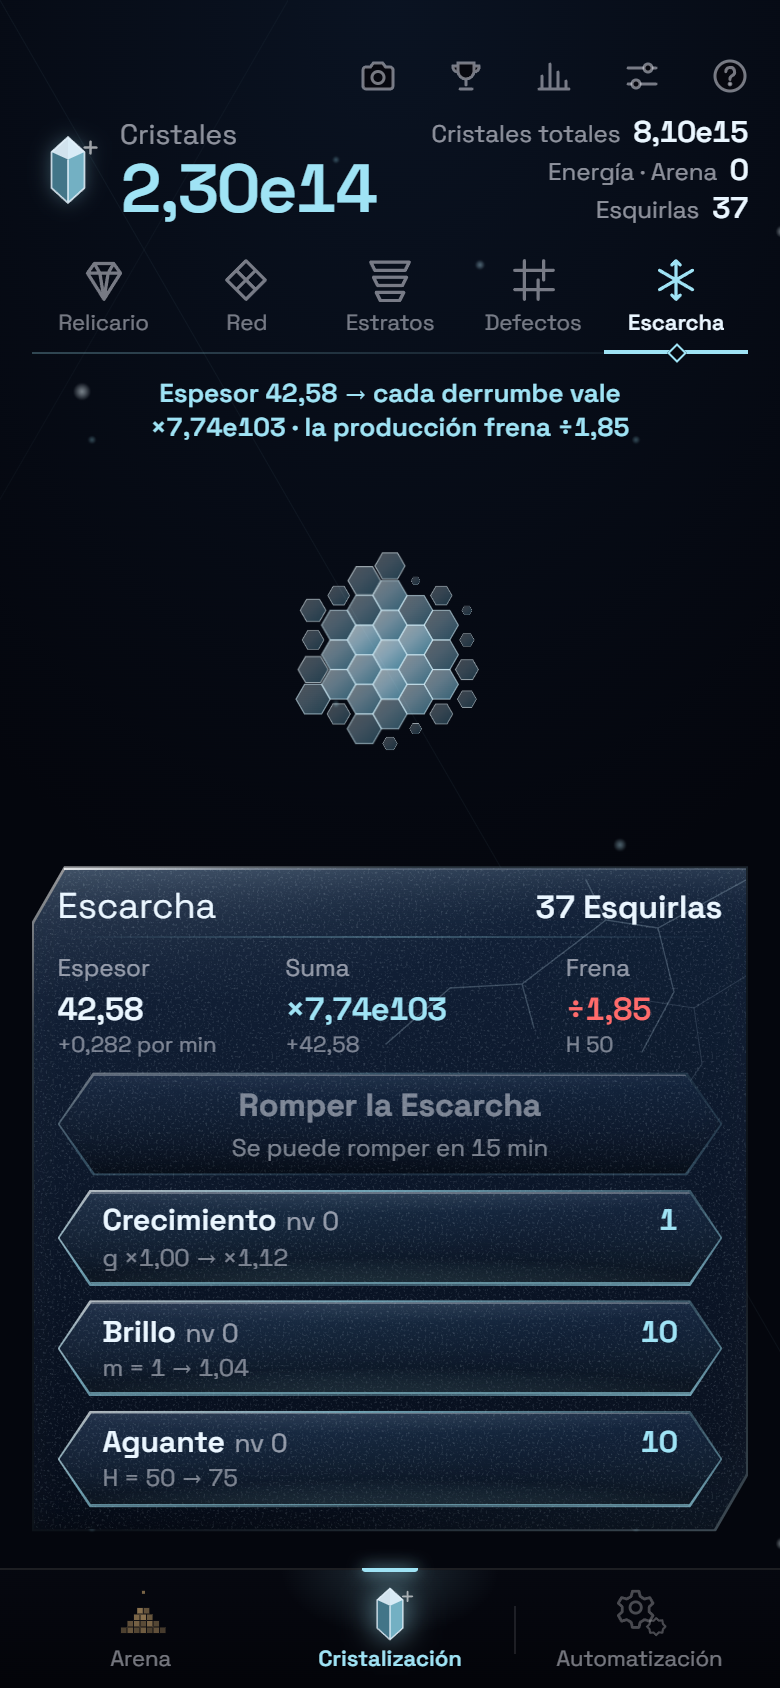 Cristales
2,30e14
Cristales totales 8,10e15
Energía · Arena 0
Esquirlas 37
Relicario
Red
Estratos
Defectos
Escarcha
Espesor 42,58 → cada derrumbe vale
×7,74e103 · la producción frena ÷1,85
Escarcha
37 Esquirlas
Espesor
Suma
Frena
42,58
×7,74e103
÷1,85
+0,282 por min
+42,58
H 50
Romper la Escarcha
Se puede romper en 15 min
Crecimiento nv 0
1
g ×1,00 → ×1,12
Brillo nv 0
10
m = 1 → 1,04
Aguante nv 0
10
H = 50 → 75
Arena
Cristalización
Automatización